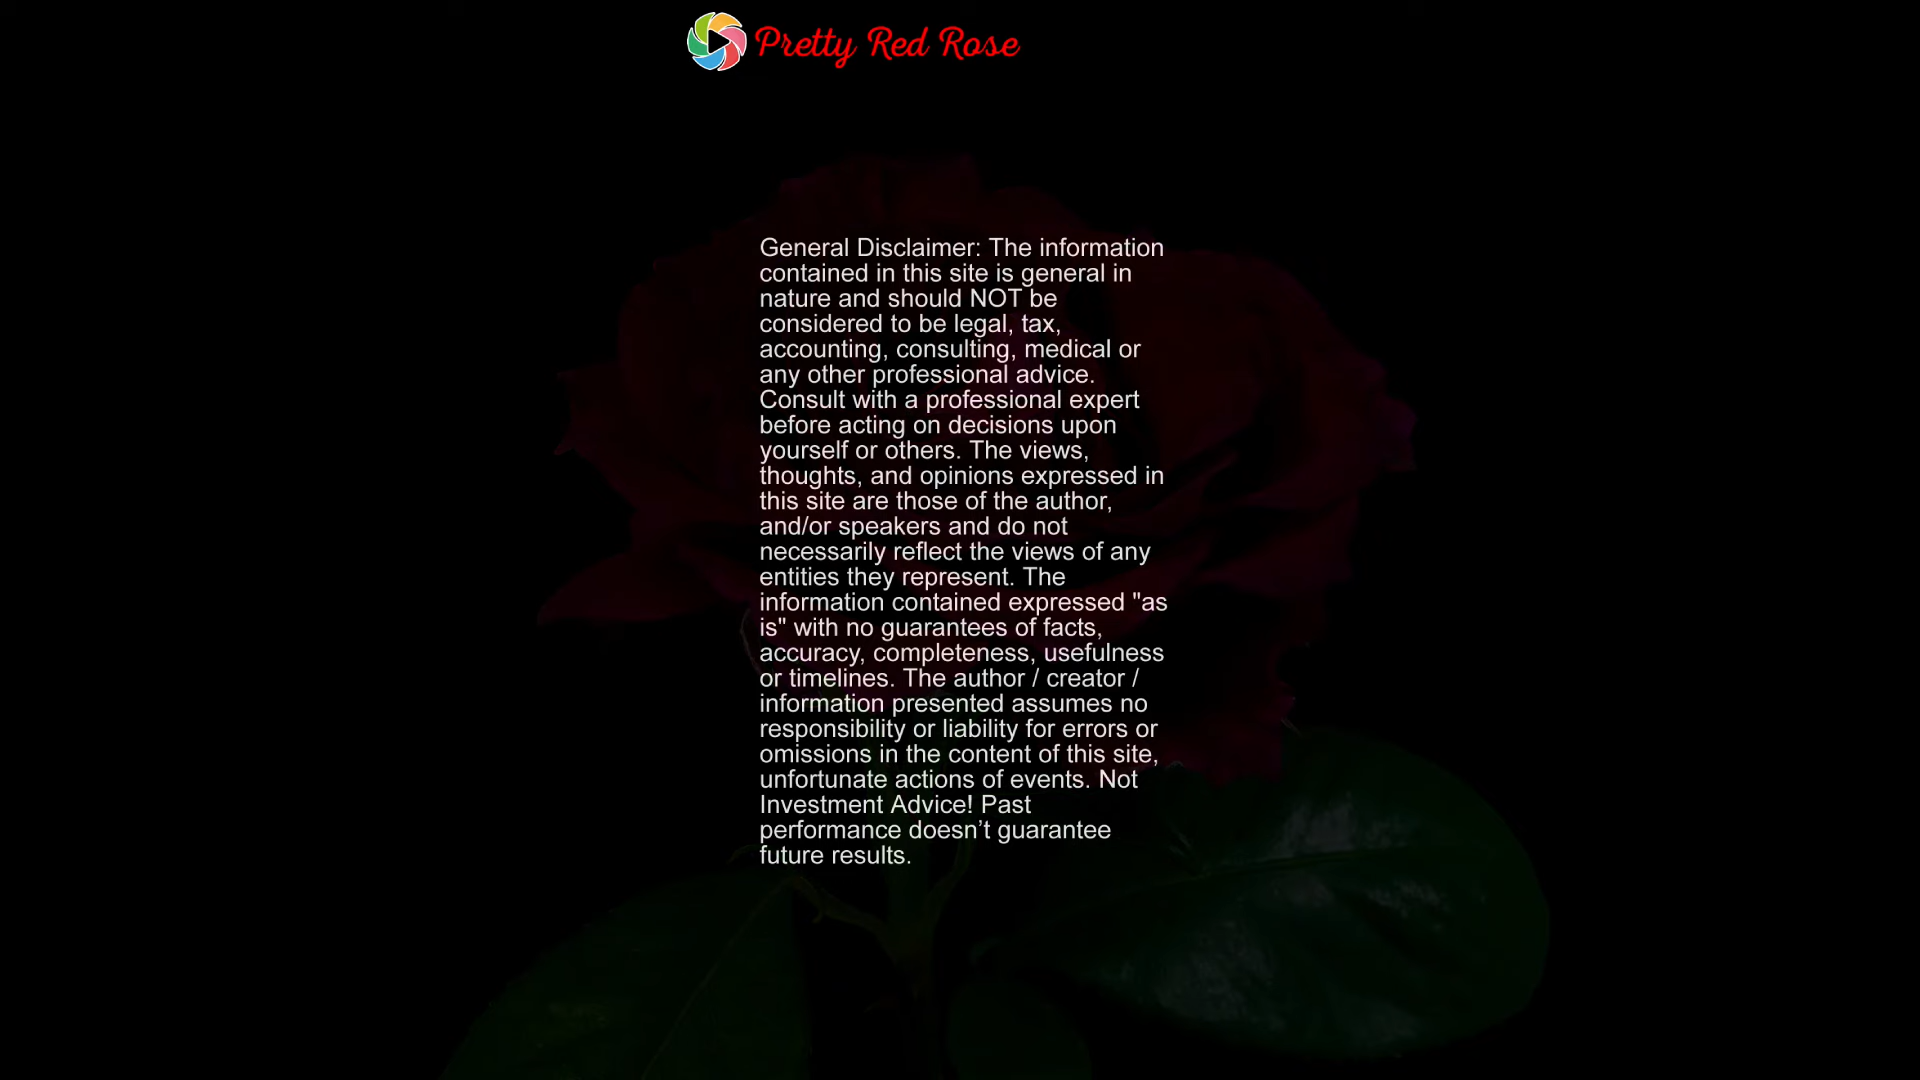 Pretty Red Rose
General Disclaimer: The information
contained in this site is general in
nature and should NOT be
considered to be legal, tax,
accounting, consulting, medical or
any other professional advice.
Consult with a professional expert
before acting on decisions upon
yourself or others. The views,
thoughts, and opinions expressed in
this site are those of the author,
and/or speakers and do not
necessarily reflect the views of any
entities they represent. The
information contained expressed "as
is" with no guarantees of facts,
accuracy, completeness, usefulness
or timelines. The author / creator /
information presented assumes no
responsibility or liability for errors or
omissions in the content of this site,
unfortunate actions of events. Not
Investment Advice! Past
performance doesn’t guarantee
future results.